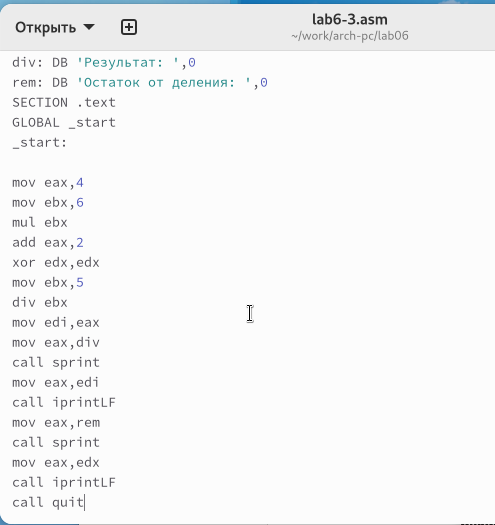 Открыть
lab6-3.asm
~/work/arch-pc/lab06
div: DB 'Результат: ',0
rem: DB 'Остаток от деления: ',0
SECTION .text
GLOBAL _start
_start:
mov eax,4
mov ebx,6
mul ebx
add eax,2
xor edx,edx
mov ebx,5
div ebx
mov edi,eax
mov eax,div
call sprint
mov eax,edi
call iprintLF
mov eax,rem
call sprint
mov eax,edx
call iprintLF
call quit